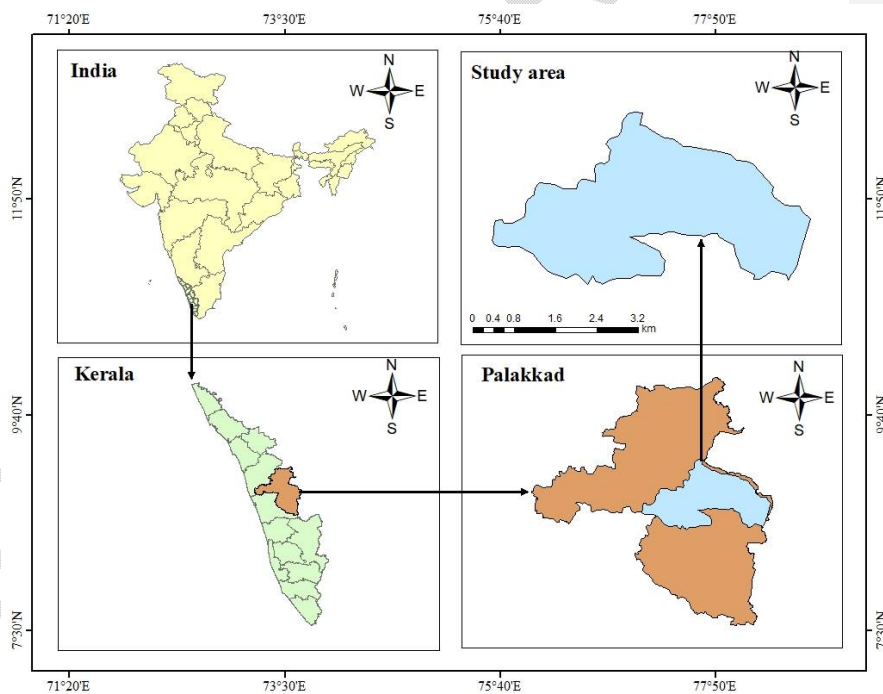 71°20'E 73°30'E 75°40'E 77°50'E
India
N
W E
S
Study area
N
W E
S
11°50'N
11°50'N
0 0.4 0.8 1.6 2.4 3.2
km
Kerala
N
W E
S
Palakkad
N
W E
S
9°40'N
9°40'N
7°30'N
7°30'N
71°20'E 73°30'E 75°40'E 77°50'E